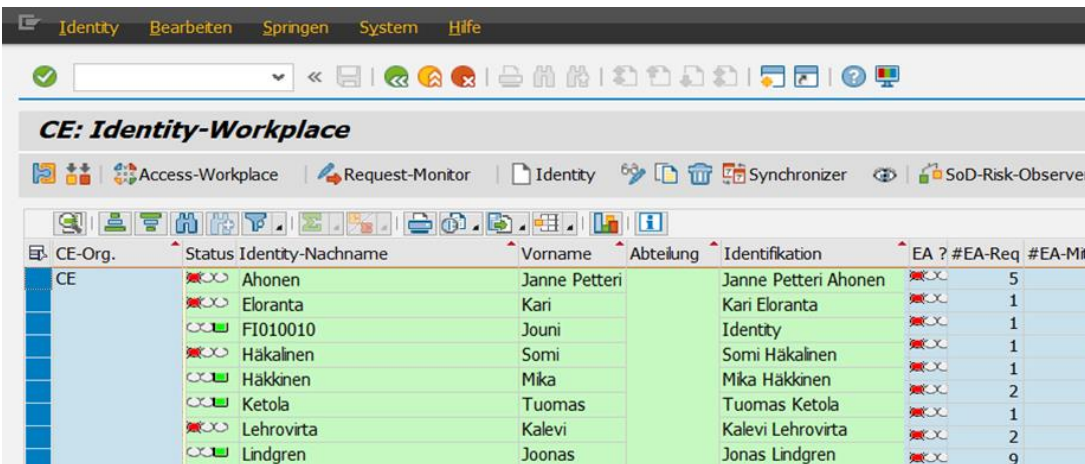 Identity Bearbeiten Springen System Hilfe
CE: Identity-Workplace
Access-Workplace Request-Monitor Identity Synchronizer SoD-Risk-Observer
CE-Org. Status Identity-Nachname Vorname Abteilung Identifikation EA ? #EA-Req #EA-Mit
CE Ahonen Janne Petteri Janne Petteri Ahonen 5
Eloranta Kari Kari Eloranta 1
FI010010 Jouni Identity 1
Häkalinen Somi Somi Häkalinen 1
Häkkinen Mika Mika Häkkinen 1
Ketola Tuomas Tuomas Ketola 2
Lehrovirta Kalevi Kalevi Lehrovirta 1
Lindgren Joonas Jonas Lindgren 2
9